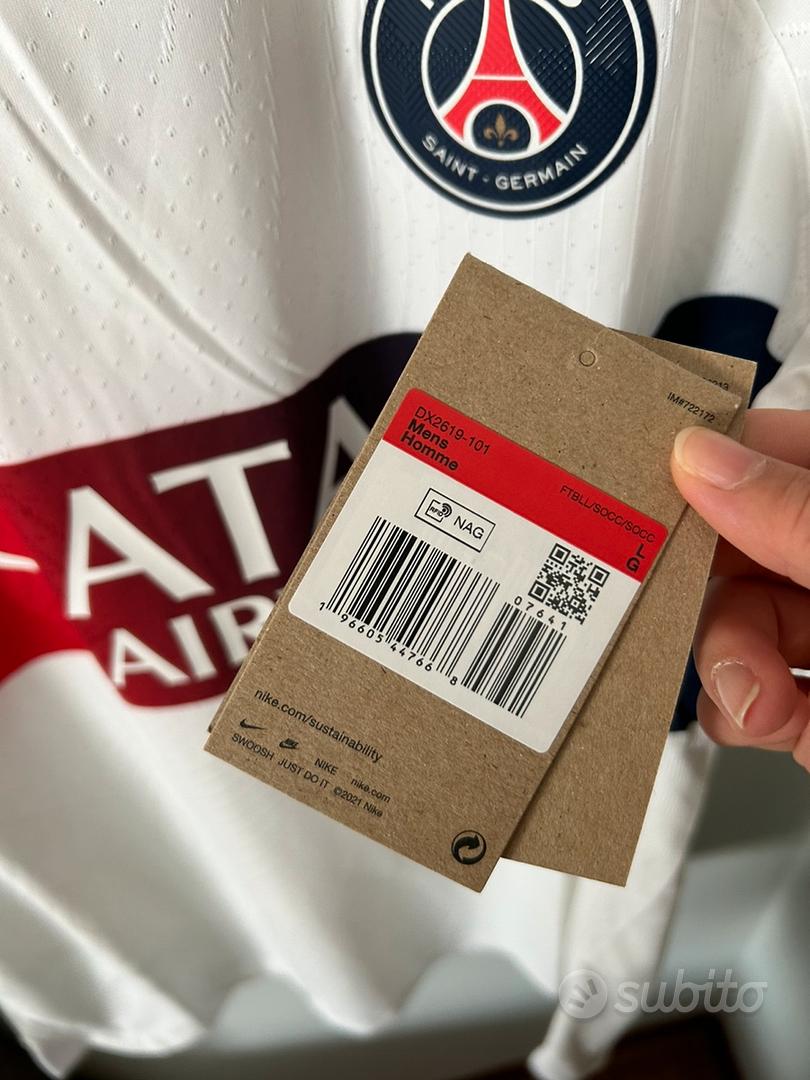 SAINT - GERMAIN
IM#722172
DX2619-101
Mens
Homme
FTBLL/SOCC/SOCC
L
G
RFID
NAG
07641
1 96605 44766 8
ATA
AIR
nike.com/sustainability
SWOOSH JUST DO IT NIKE nike.com
©2021 Nike
subito